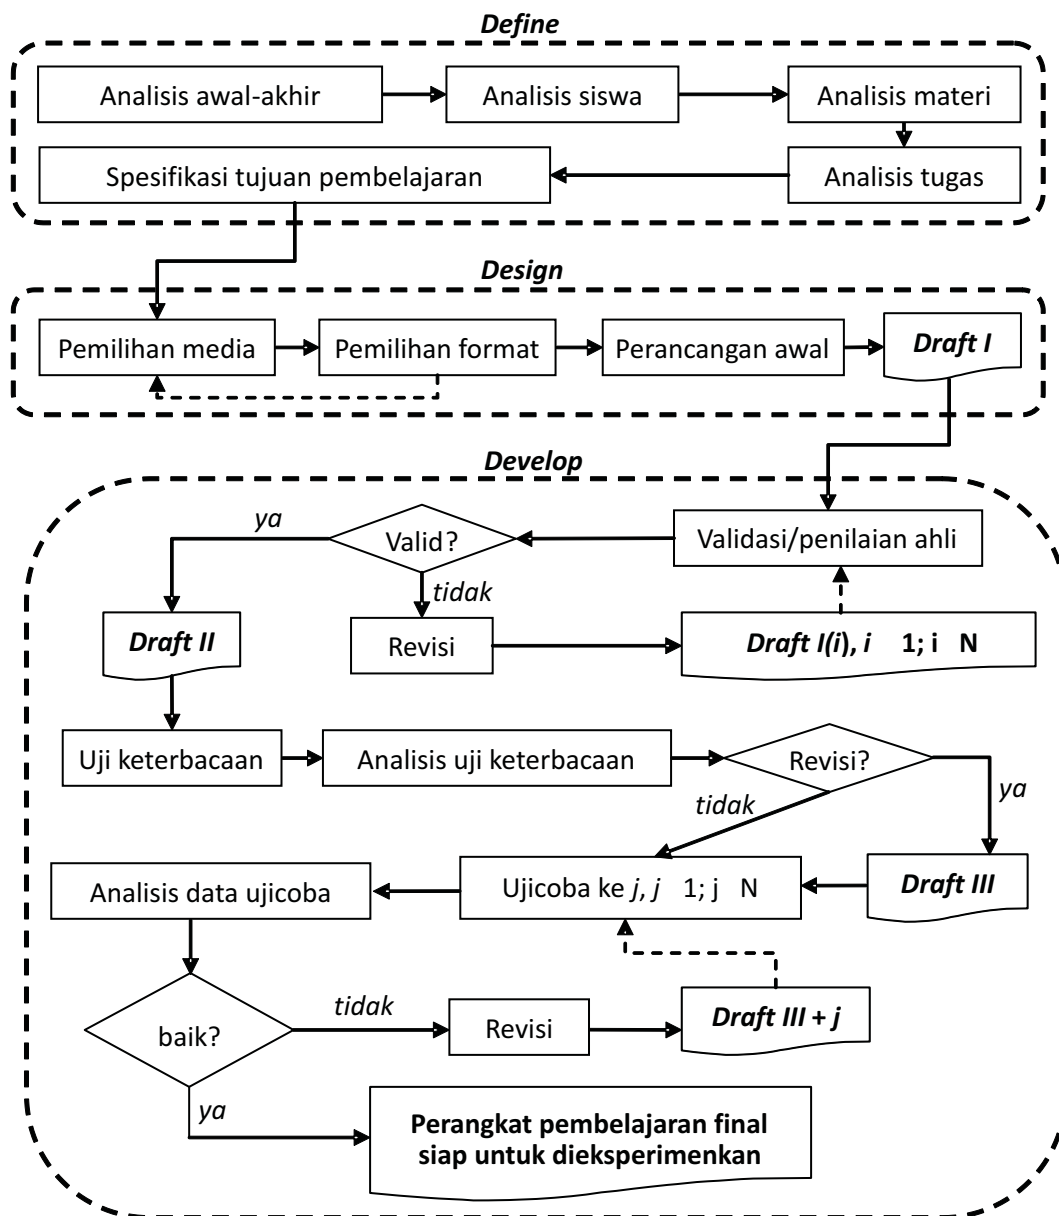 Define
Analisis awal-akhir
Analisis siswa
Analisis materi
Spesifikasi tujuan pembelajaran
Analisis tugas
Design
Pemilihan media
Pemilihan format
Perancangan awal
Draft I
Develop
ya
Valid?
Validasi/penilaian ahli
tidak
Draft II
Revisi
Draft I(i), i 1; i N
Uji keterbacaan
Analisis uji keterbacaan
Revisi?
tidak
ya
Analisis data ujicoba
Ujicoba ke j, j 1; j N
Draft III
baik?
tidak
Revisi
Draft III + j
ya
Perangkat pembelajaran final
siap untuk dieksperimenkan